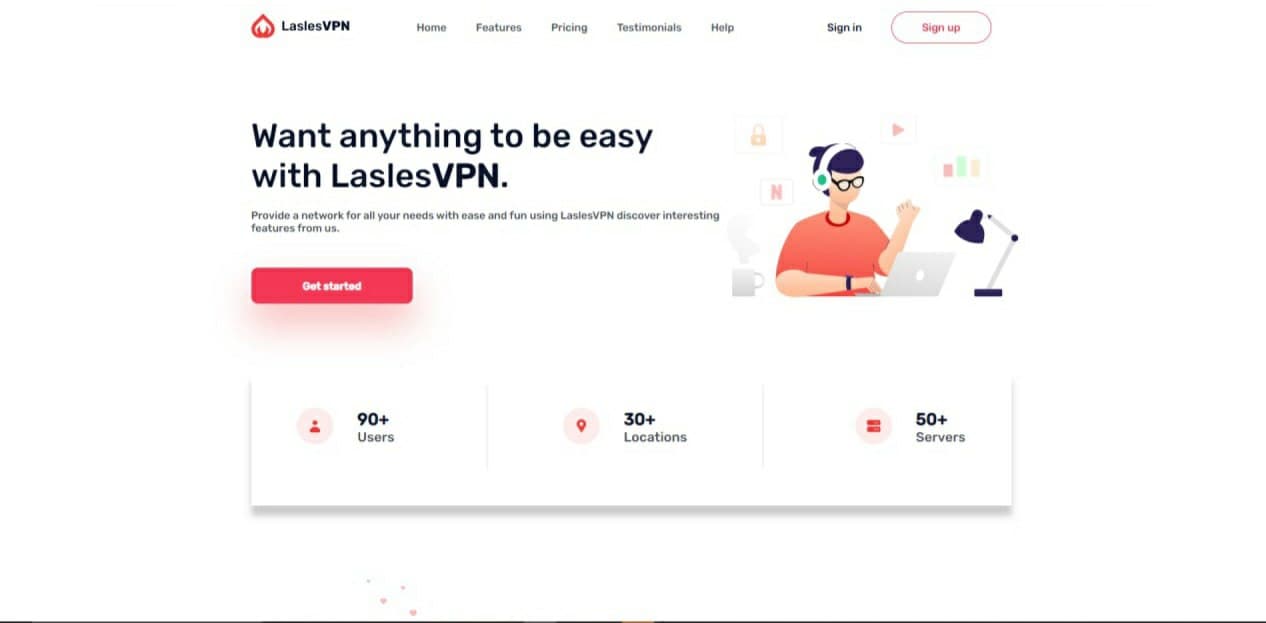 LaslesVPN
Home
Features
Pricing
Testimonials
Help
Sign in
Sign up
Want anything to be easy
with LaslesVPN.
Provide a network for all your needs with ease and fun using LaslesVPN discover interesting
features from us.
Get started
N
90+
Users
30+
Locations
50+
Servers